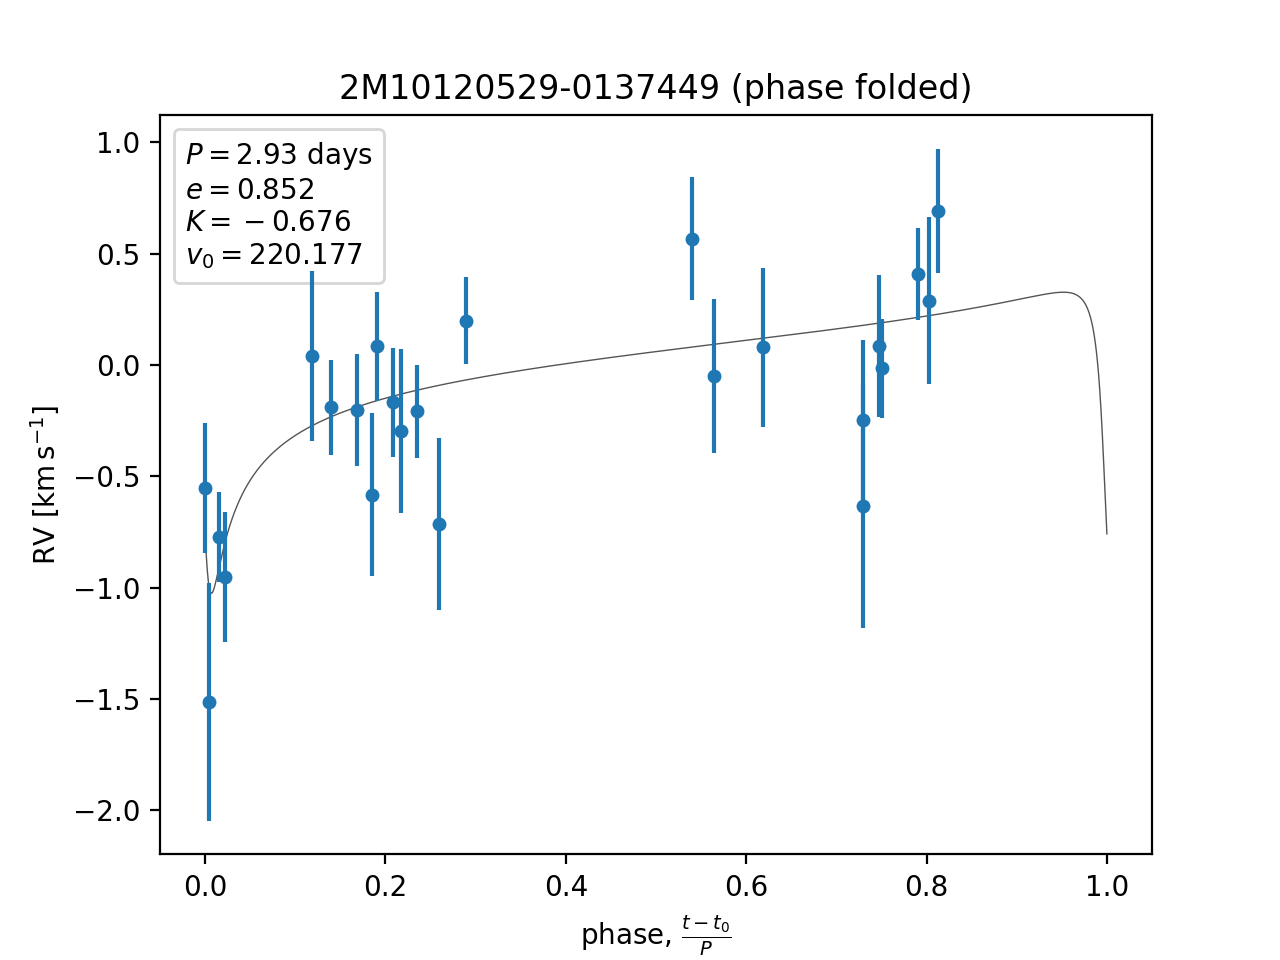 2M10120529-0137449 (phase folded)
P = 2.93 days
e = 0.852
K = −0.676
v₀ = 220.177
1.0
0.5
0.0
−0.5
−1.0
−1.5
−2.0
RV [km s⁻¹]
0.0 0.2 0.4 0.6 0.8 1.0
phase, (t − t₀)/P